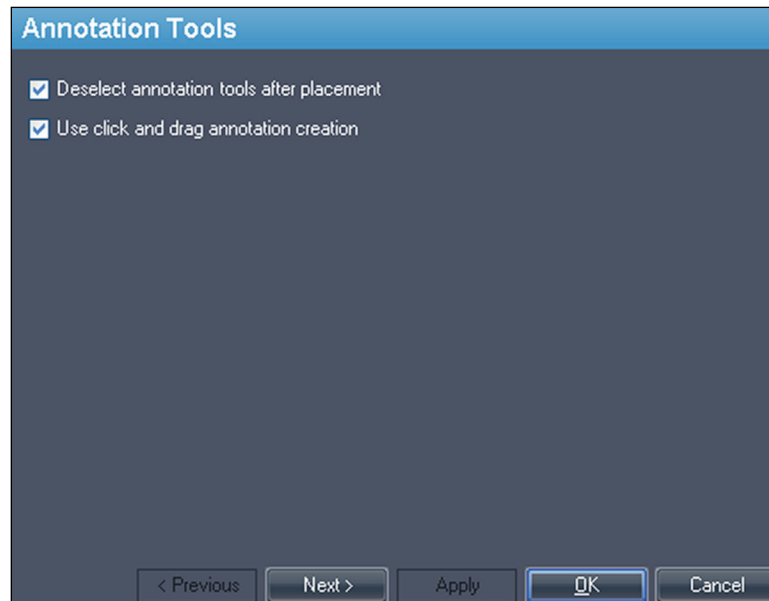 Annotation Tools
Deselect annotation tools after placement
Use click and drag annotation creation
< Previous Next > Apply OK Cancel